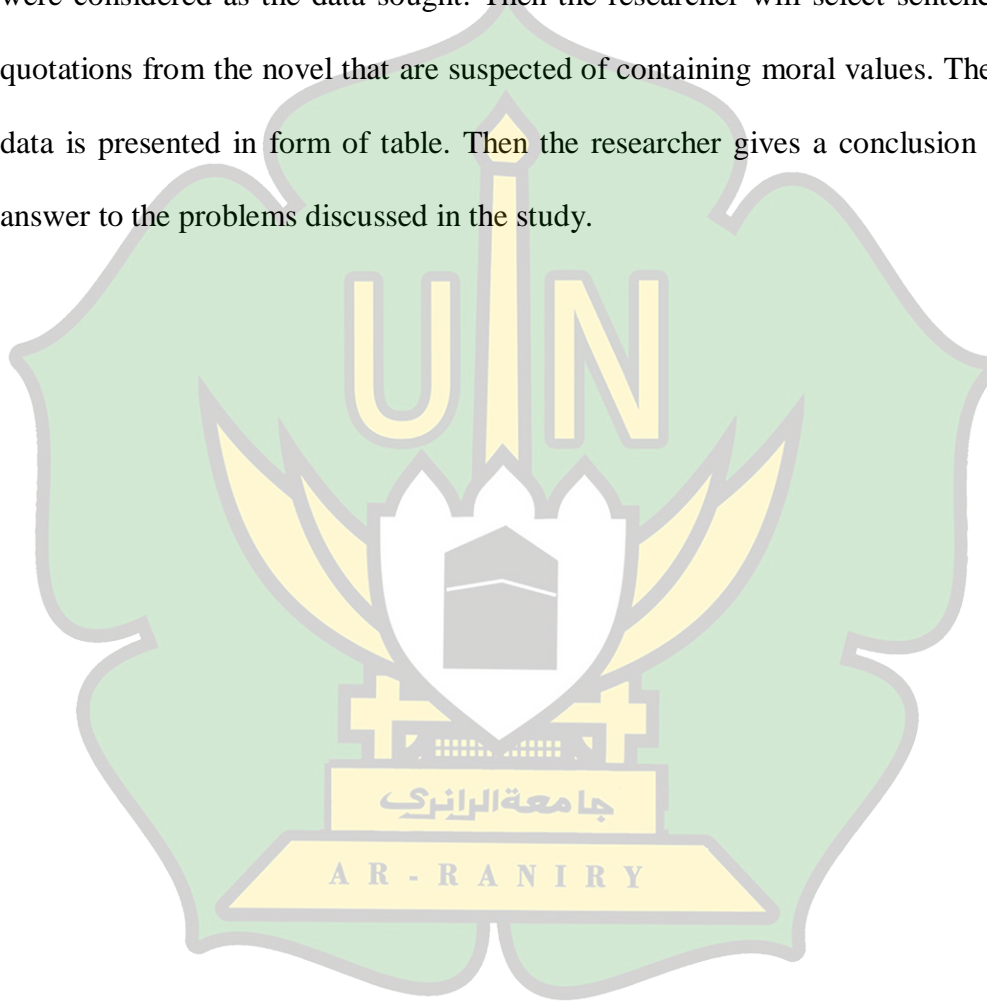 were considered as the data sought. Then the researcher will select
quotations from the novel that are suspected of containing moral values.
data is presented in form of table. Then the researcher gives a conclusion
answer to the problems discussed in the study.
UIN
جامعة الرانري
AR-RANIRY